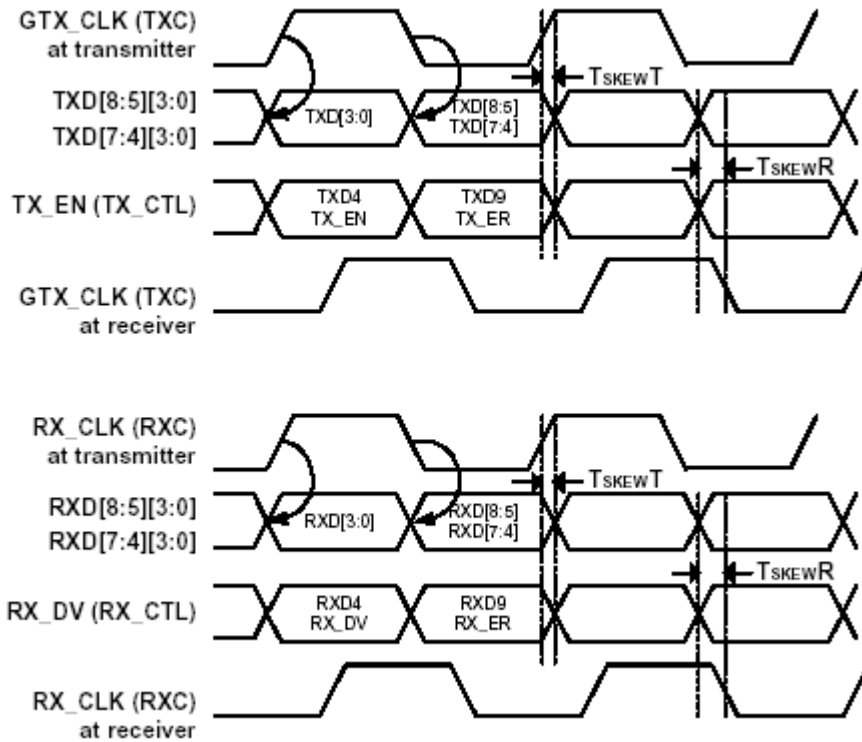 GTX_CLK (TXC)
at transmitter
TSKEWT
TXD[8:5][3:0]
TXD[7:4][3:0]
TXD[3:0]
TXD[8:5]
TXD[7:4]
TSKEWR
TX_EN (TX_CTL)
TXD4
TX_EN
TXD9
TX_ER
GTX_CLK (TXC)
at receiver
RX_CLK (RXC)
at transmitter
TSKEWT
RXD[8:5][3:0]
RXD[7:4][3:0]
RXD[3:0]
RXD[8:5]
RXD[7:4]
TSKEWR
RX_DV (RX_CTL)
RXD4
RX_DV
RXD9
RX_ER
RX_CLK (RXC)
at receiver